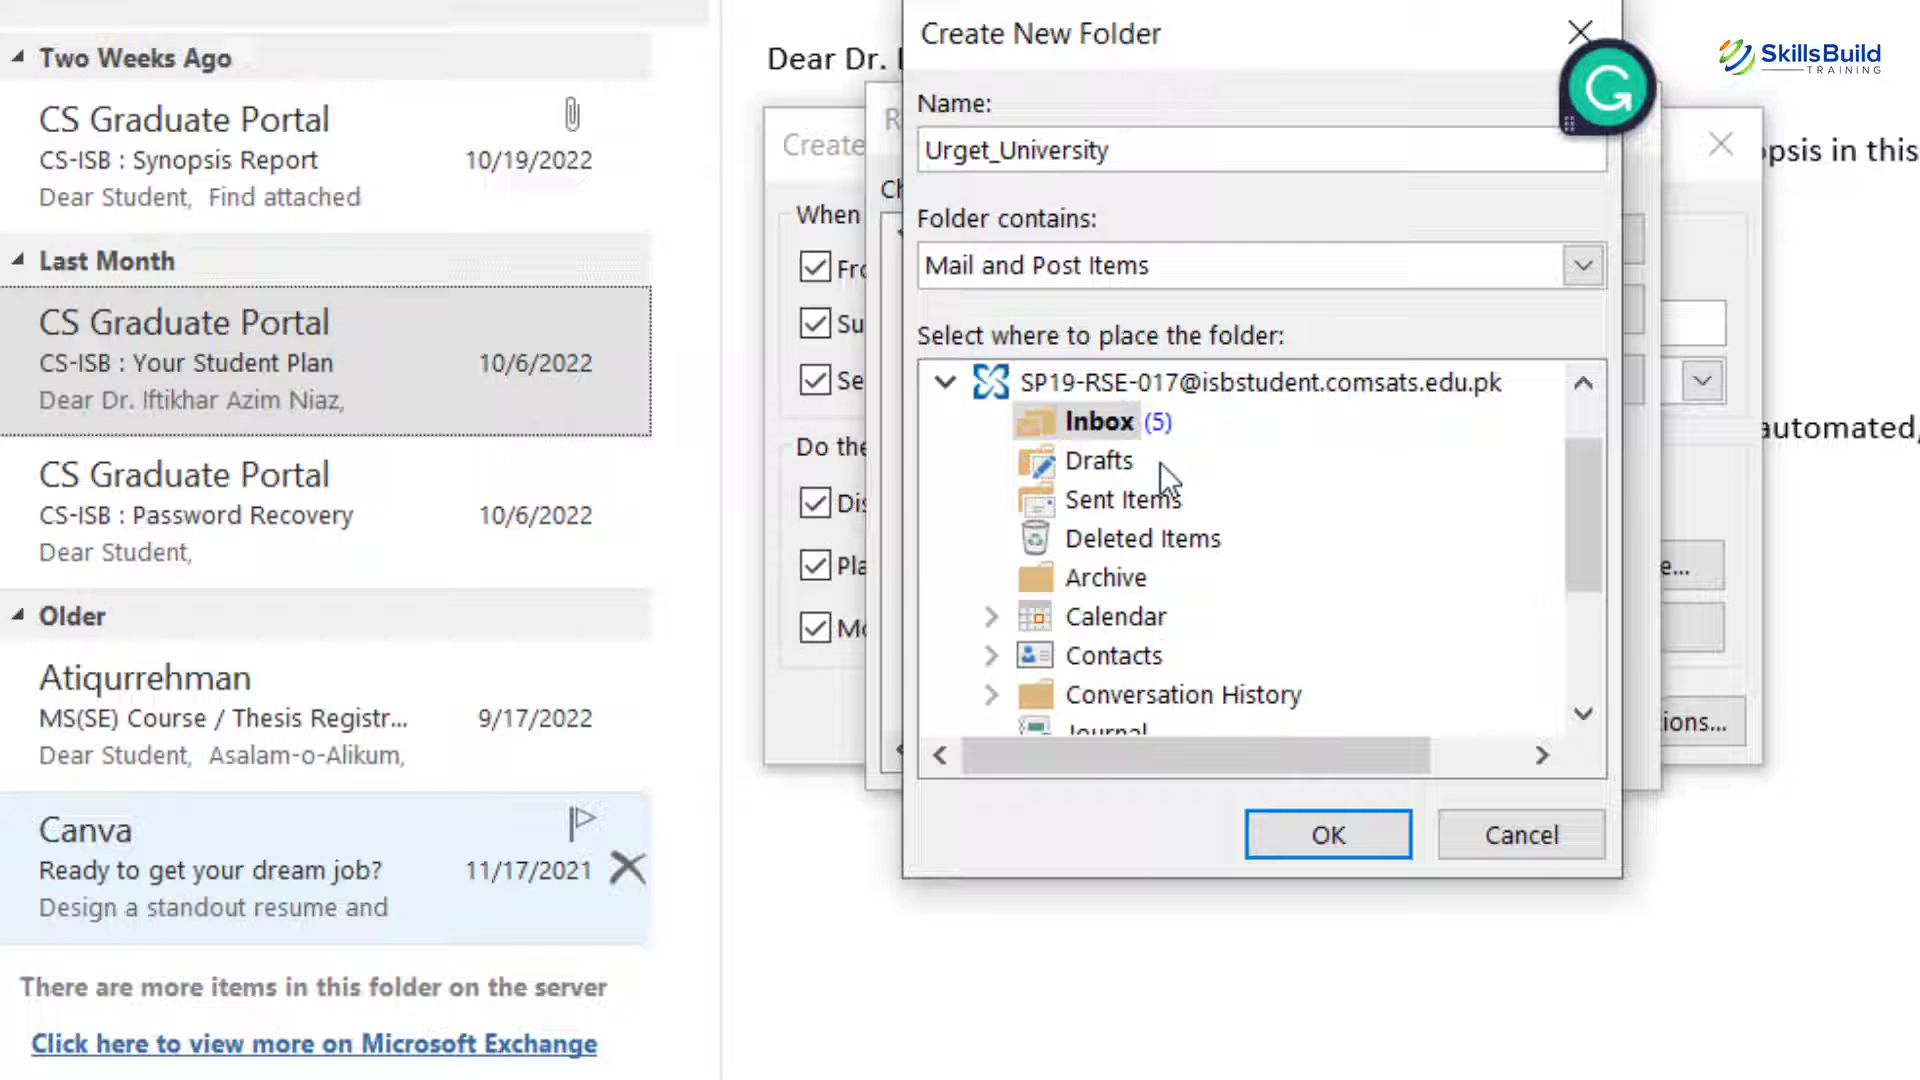 Two Weeks Ago
CS Graduate Portal
CS-ISB : Synopsis Report 10/19/2022
Dear Student, Find attached
Last Month
CS Graduate Portal
CS-ISB : Your Student Plan 10/6/2022
Dear Dr. Iftikhar Azim Niaz,
CS Graduate Portal
CS-ISB : Password Recovery 10/6/2022
Dear Student,
Older
Atiqurrehman
MS(SE) Course / Thesis Registr... 9/17/2022
Dear Student, Asalam-o-Alikum,
Canva
Ready to get your dream job? 11/17/2021
Design a standout resume and
There are more items in this folder on the server
Click here to view more on Microsoft Exchange
Dear Dr.
Create
When
Fro
Su
Se
Do the
Dis
Pla
Mo
R
Ch
Create New Folder
Name:
Urget_University
Folder contains:
Mail and Post Items
Select where to place the folder:
SP19-RSE-017@isbstudent.comsats.edu.pk
Inbox (5)
Drafts
Sent Items
Deleted Items
Archive
Calendar
Contacts
Conversation History
Journal
OK Cancel
opsis in this
automated,
e...
ions...
G
SkillsBuild
TRAINING